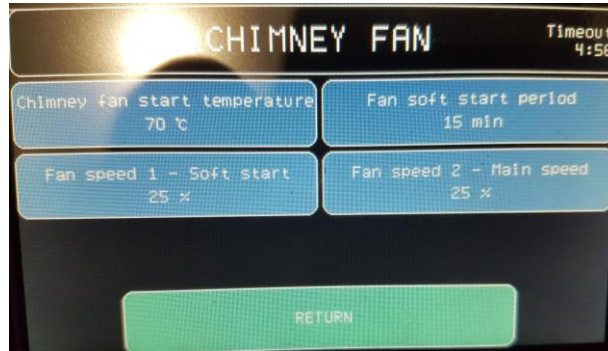 CHIMNEY FAN
4:56
Chimney fan start temperature
70 °C
Fan soft start period
15 min
Fan speed 1 - Soft start
25 %
Fan speed 2 - Main speed
25 %
RETURN